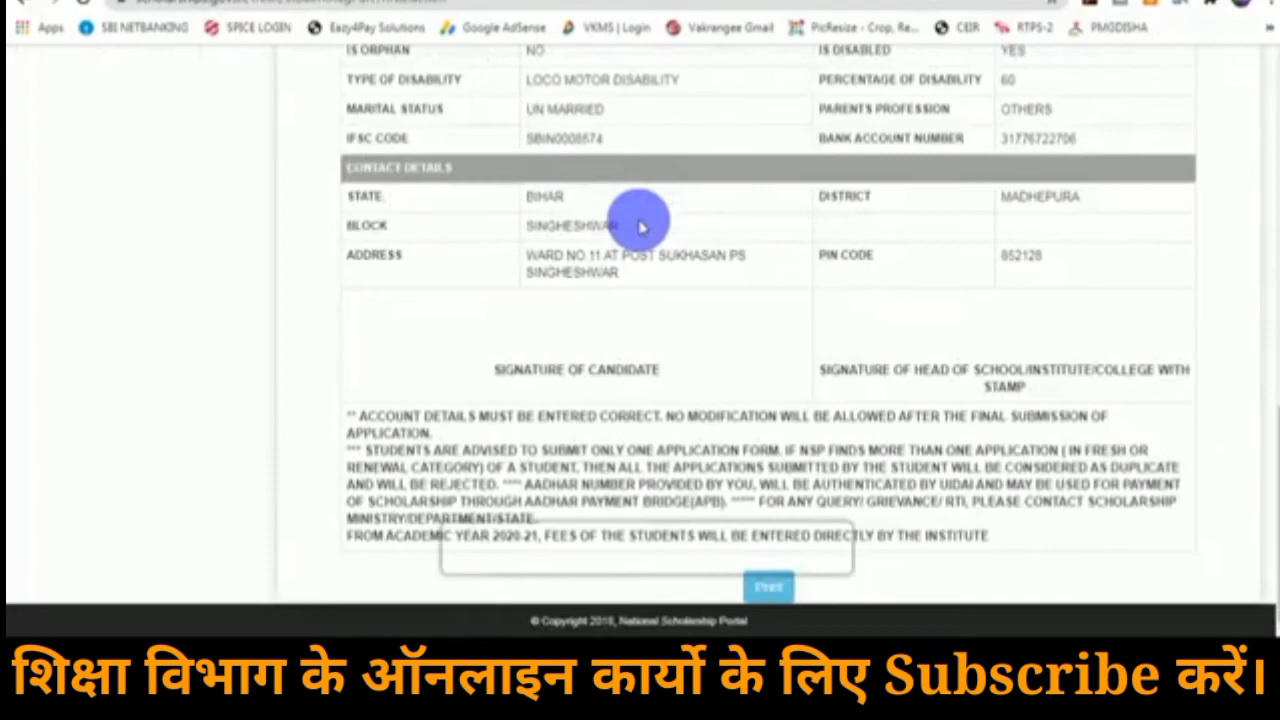 Apps SBI NETBANKING SPICE LOGIN Eazy4Pay Solutions Google AdSense VKMS | Login Vakrangee Gmail PicResize - Crop, Re... CEIR RTPS-2 PMGDISHA »
IS ORPHAN NO IS DISABLED YES
TYPE OF DISABILITY LOCO MOTOR DISABILITY PERCENTAGE OF DISABILITY 60
MARITAL STATUS UN MARRIED PARENT'S PROFESSION OTHERS
IFSC CODE SBIN0008574 BANK ACCOUNT NUMBER 31776722706
CONTACT DETAILS
STATE BIHAR DISTRICT MADHEPURA
BLOCK SINGHESHWAR
ADDRESS WARD NO 11 AT POST SUKHASAN PS PIN CODE 852128
SINGHESHWAR
SIGNATURE OF CANDIDATE SIGNATURE OF HEAD OF SCHOOL/INSTITUTE/COLLEGE WITH
STAMP
** ACCOUNT DETAILS MUST BE ENTERED CORRECT. NO MODIFICATION WILL BE ALLOWED AFTER THE FINAL SUBMISSION OF
APPLICATION.
*** STUDENTS ARE ADVISED TO SUBMIT ONLY ONE APPLICATION FORM. IF NSP FINDS MORE THAN ONE APPLICATION ( IN FRESH OR
RENEWAL CATEGORY) OF A STUDENT, THEN ALL THE APPLICATIONS SUBMITTED BY THE STUDENT WILL BE CONSIDERED AS DUPLICATE
AND WILL BE REJECTED. **** AADHAR NUMBER PROVIDED BY YOU, WILL BE AUTHENTICATED BY UIDAI AND MAY BE USED FOR PAYMENT
OF SCHOLARSHIP THROUGH AADHAR PAYMENT BRIDGE(APB). ***** FOR ANY QUERY/ GRIEVANCE/ RTI, PLEASE CONTACT SCHOLARSHIP
MINISTRY/DEPARTMENT/STATE.
FROM ACADEMIC YEAR 2020-21, FEES OF THE STUDENTS WILL BE ENTERED DIRECTLY BY THE INSTITUTE
Print
© Copyright 2018, National Scholarship Portal
शिक्षा विभाग के ऑनलाइन कार्यो के लिए Subscribe करें।